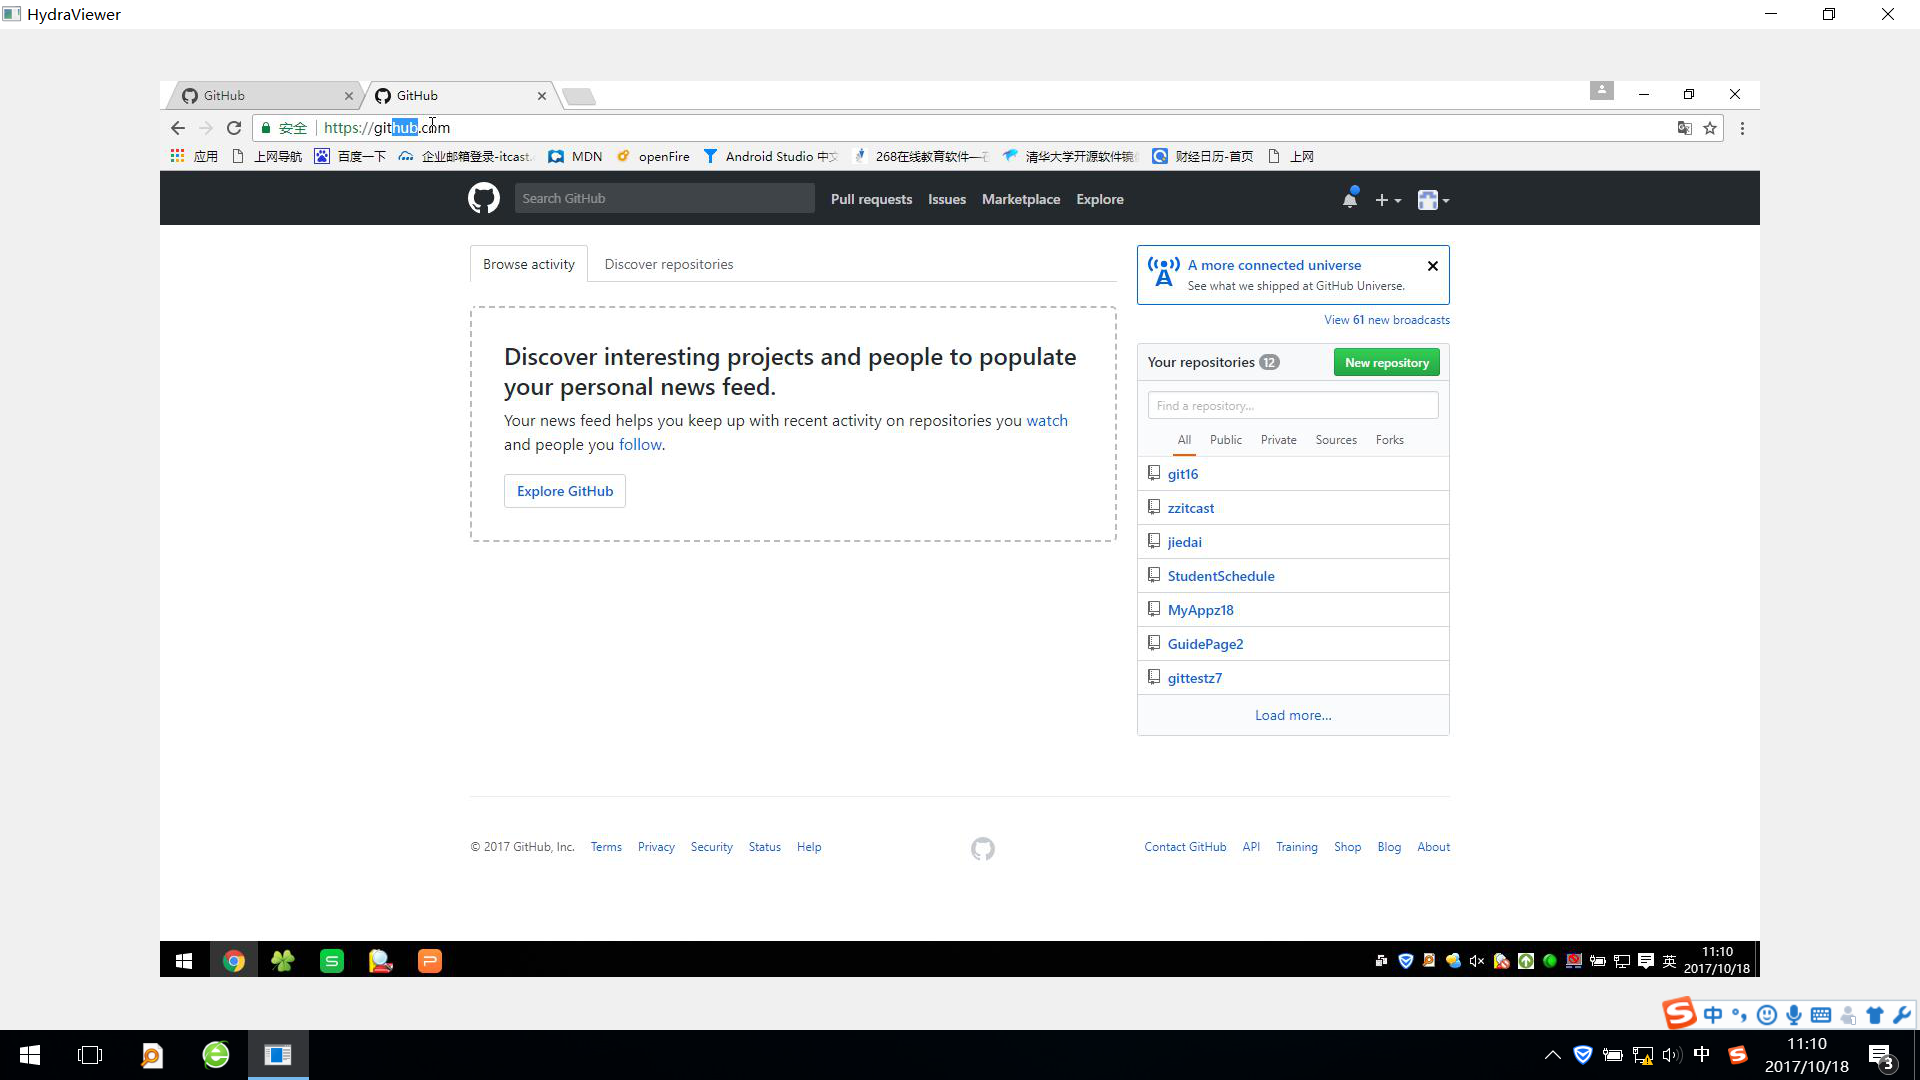 HydraViewer
GitHub
GitHub
安全 https://github.com
应用 上网导航 百度一下 企业邮箱登录-itcast. MDN openFire Android Studio 中文 268在线教育软件— 清华大学开源软件镜 财经日历-首页 上网
Search GitHub Pull requests Issues Marketplace Explore
Browse activity Discover repositories
A more connected universe
See what we shipped at GitHub Universe.
View 61 new broadcasts
Discover interesting projects and people to populate
your personal news feed.
Your news feed helps you keep up with recent activity on repositories you watch
and people you follow.
Explore GitHub
Your repositories 12 New repository
Find a repository...
All Public Private Sources Forks
git16
zzitcast
jiedai
StudentSchedule
MyAppz18
GuidePage2
gittestz7
Load more...
© 2017 GitHub, Inc. Terms Privacy Security Status Help Contact GitHub API Training Shop Blog About
英 11:10
2017/10/18
中
中 11:10
2017/10/18
3